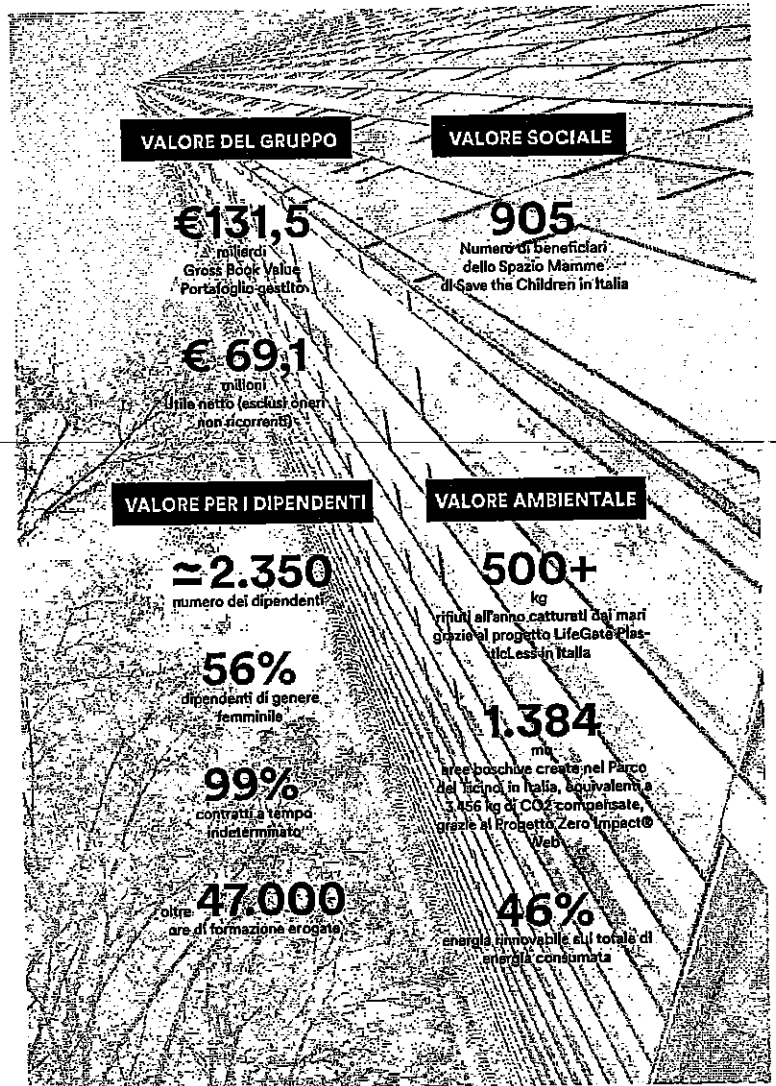 VALORE DEL GRUPPO
€131,5
miliardi
Gross Book Value
Portafoglio gestito
€ 69,1
milioni
Utile netto (esclusi oneri
non ricorrenti)
VALORE SOCIALE
905
Numero di beneficiari
dello Spazio Mamme
di Save the Children in Italia
VALORE PER I DIPENDENTI
≃2.350
numero dei dipendenti
56%
dipendenti di genere
femminile
99%
contratti a tempo
indeterminato
oltre 47.000
ore di formazione erogate
VALORE AMBIENTALE
500+
kg
rifiuti all'anno catturati dai mari
grazie al progetto LifeGate Plas-
ticLess in Italia
1.384
mq
aree boschive create nel Parco
del Ticino, in Italia, equivalenti a
3.456 kg di CO2 compensate,
grazie al Progetto Zero Impact®
Web
46%
energia rinnovabile sul totale di
energia consumata